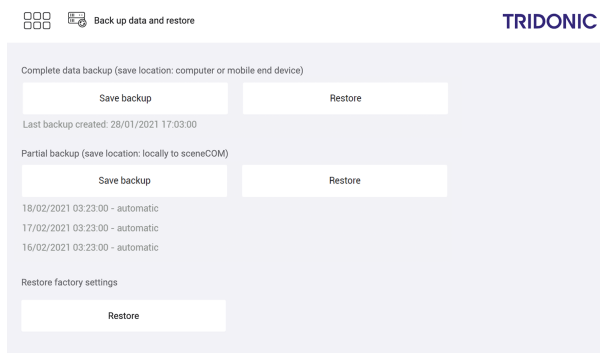 Back up data and restore
TRIDONIC
Complete data backup (save location: computer or mobile end device)
Save backup
Restore
Last backup created: 28/01/2021 17:03:00
Partial backup (save location: locally to sceneCOM)
Save backup
Restore
18/02/2021 03:23:00 - automatic
17/02/2021 03:23:00 - automatic
16/02/2021 03:23:00 - automatic
Restore factory settings
Restore